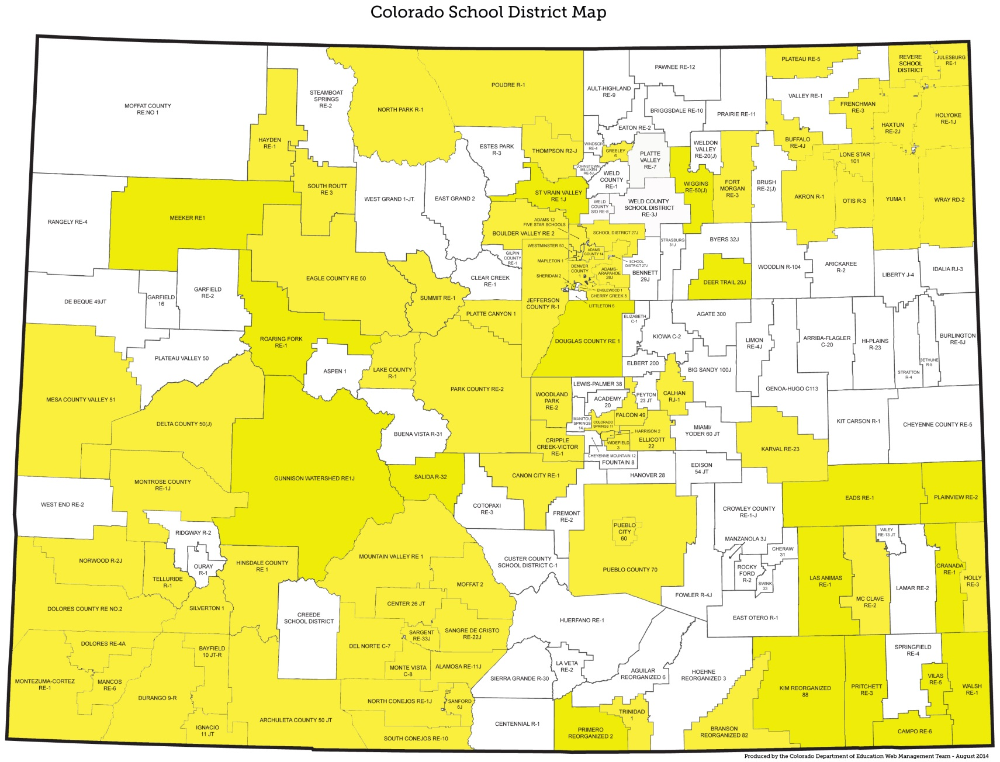 Colorado School District Map
MOFFAT COUNTY
RE:NO 1
STEAMBOAT
SPRINGS
RE-2
HAYDEN
RE-1
NORTH PARK R-1
POUDRE R-1
AULT-HIGHLAND
RE-9
PAWNEE RE-12
BRIGGSDALE RE-10
PRAIRIE RE-11
PLATEAU RE-5
VALLEY RE-1
REVERE
SCHOOL
DISTRICT
JULESBURG
RE-1
FRENCHMAN
RE-3
HAXTUN
RE-2J
HOLYOKE
RE-1J
BUFFALO
RE-4J
LONE STAR
101
EATON RE-2
WINDSOR
RE-4
GREELEY
6
PLATTE
VALLEY
RE-7
WELDON
VALLEY
RE-20(J)
ESTES PARK
R-3
THOMPSON R2-J
JOHNSTOWN-
MILLIKEN
RE-5J
WELD
COUNTY
RE-1
WIGGINS
RE-50(J)
FORT
MORGAN
RE-3
BRUSH
RE-2(J)
AKRON R-1
OTIS R-3
YUMA 1
WRAY RD-2
SOUTH ROUTT
RE 3
WEST GRAND 1-JT.
EAST GRAND 2
ST VRAIN VALLEY
RE 1J
WELD
COUNTY
S/D RE-8
WELD COUNTY
SCHOOL DISTRICT
RE-3J
RANGELY RE-4
MEEKER RE1
ADAMS 12
FIVE STAR SCHOOLS
BOULDER VALLEY RE 2
SCHOOL DISTRICT 27J
STRASBURG
31J
BYERS 32J
WESTMINSTER 50
ADAMS
COUNTY 14
GILPIN
COUNTY
RE-1
MAPLETON 1
SCHOOL
DISTRICT 27J
DENVER
COUNTY
1
ADAMS-
ARAPAHOE
28J
BENNETT
29J
WOODLIN R-104
ARICKAREE
R-2
LIBERTY J-4
IDALIA RJ-3
EAGLE COUNTY RE 50
CLEAR CREEK
RE-1
SHERIDAN 2
DEER TRAIL 26J
GARFIELD
RE-2
GARFIELD
16
DE BEQUE 49JT
SUMMIT RE-1
JEFFERSON
COUNTY R-1
ENGLEWOOD 1
CHERRY CREEK 5
LITTLETON 6
PLATTE CANYON 1
ELIZABETH
C-1
AGATE 300
KIOWA C-2
DOUGLAS COUNTY RE 1
LIMON
RE-4J
ARRIBA-FLAGLER
C-20
HI-PLAINS
R-23
BURLINGTON
RE-6J
BETHUNE
R-5
STRATTON
R-4
ROARING FORK
RE-1
PLATEAU VALLEY 50
ASPEN 1
LAKE COUNTY
R-1
ELBERT 200
BIG SANDY 100J
PARK COUNTY RE-2
LEWIS-PALMER 38
GENOA-HUGO C113
WOODLAND
PARK
RE-2
ACADEMY
20
PEYTON
23 JT
CALHAN
RJ-1
MESA COUNTY VALLEY 51
DELTA COUNTY 50(J)
FALCON 49
MANITOU
SPRINGS
14
COLORADO
SPRINGS 11
BUENA VISTA R-31
HARRISON 2
MIAMI/
YODER 60 JT
KIT CARSON R-1
CHEYENNE COUNTY RE-5
CRIPPLE
CREEK-VICTOR
RE-1
WIDEFIELD
3
ELLICOTT
22
KARVAL RE-23
CHEYENNE MOUNTAIN 12
FOUNTAIN 8
EDISON
54 JT
HANOVER 28
MONTROSE COUNTY
RE-1J
GUNNISON WATERSHED RE1J
SALIDA R-32
CANON CITY RE-1
WEST END RE-2
COTOPAXI
RE-3
FREMONT
RE-2
CROWLEY COUNTY
RE-1-J
EADS RE-1
PLAINVIEW RE-2
PUEBLO
CITY
60
RIDGWAY R-2
MANZANOLA 3J
WILEY
RE-13 JT
CHERAW
31
NORWOOD R-2J
HINSDALE COUNTY
RE 1
MOUNTAIN VALLEY RE 1
CUSTER COUNTY
SCHOOL DISTRICT C-1
PUEBLO COUNTY 70
OURAY
R-1
TELLURIDE
R-1
MOFFAT 2
ROCKY
FORD
R-2
SWINK
33
LAS ANIMAS
RE-1
GRANADA
RE-1
HOLLY
RE-3
LAMAR RE-2
FOWLER R-4J
MC CLAVE
RE-2
DOLORES COUNTY RE NO.2
SILVERTON 1
CENTER 26 JT
CREEDE
SCHOOL DISTRICT
HUERFANO RE-1
EAST OTERO R-1
SARGENT
RE-33J
SANGRE DE CRISTO
RE-22J
DOLORES RE-4A
BAYFIELD
10 JT-R
DEL NORTE C-7
SPRINGFIELD
RE-4
MONTE VISTA
C-8
ALAMOSA RE-11J
LA VETA
RE-2
AGUILAR
REORGANIZED 6
HOEHNE
REORGANIZED 3
MONTEZUMA-CORTEZ
RE-1
MANCOS
RE-6
SIERRA GRANDE R-30
KIM REORGANIZED
88
PRITCHETT
RE-3
VILAS
RE-5
WALSH
RE-1
DURANGO 9-R
NORTH CONEJOS RE-1J
SANFORD
6J
TRINIDAD
1
ARCHULETA COUNTY 50 JT
IGNACIO
11 JT
CENTENNIAL R-1
PRIMERO
REORGANIZED 2
BRANSON
REORGANIZED 82
CAMPO RE-6
SOUTH CONEJOS RE-10
Produced by the Colorado Department of Education Web Management Team - August 2014